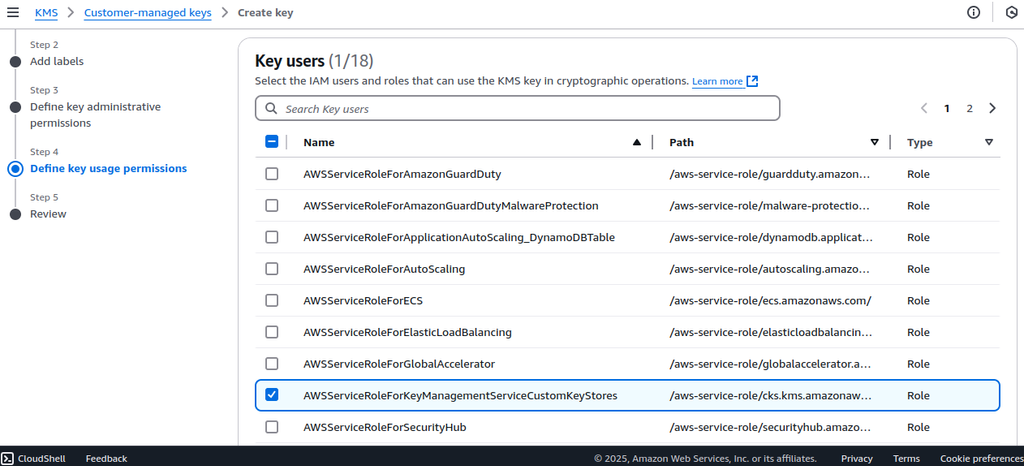 KMS > Customer-managed keys > Create key
Step 2
Add labels
Step 3
Define key administrative
permissions
Step 4
Define key usage permissions
Step 5
Review
Key users (1/18)
Select the IAM users and roles that can use the KMS key in cryptographic operations. Learn more
Search Key users
1 2
Name Path Type
AWSServiceRoleForAmazonGuardDuty /aws-service-role/guardduty.amazon... Role
AWSServiceRoleForAmazonGuardDutyMalwareProtection /aws-service-role/malware-protectio... Role
AWSServiceRoleForApplicationAutoScaling_DynamoDBTable /aws-service-role/dynamodb.applicat... Role
AWSServiceRoleForAutoScaling /aws-service-role/autoscaling.amazo... Role
AWSServiceRoleForECS /aws-service-role/ecs.amazonaws.com/ Role
AWSServiceRoleForElasticLoadBalancing /aws-service-role/elasticloadbalancin... Role
AWSServiceRoleForGlobalAccelerator /aws-service-role/globalaccelerator.a... Role
AWSServiceRoleForKeyManagementServiceCustomKeyStores /aws-service-role/cks.kms.amazonaw... Role
AWSServiceRoleForSecurityHub /aws-service-role/securityhub.amazo... Role
CloudShell Feedback © 2025, Amazon Web Services, Inc. or its affiliates. Privacy Terms Cookie preferences